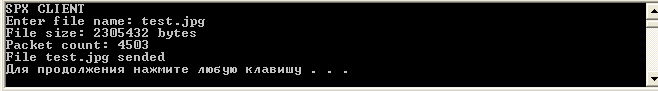 SPX CLIENT
Enter file name: test.jpg
File size: 2305432 bytes
Packet count: 4503
File test.jpg sended
Для продолжения нажмите любую клавишу . . .